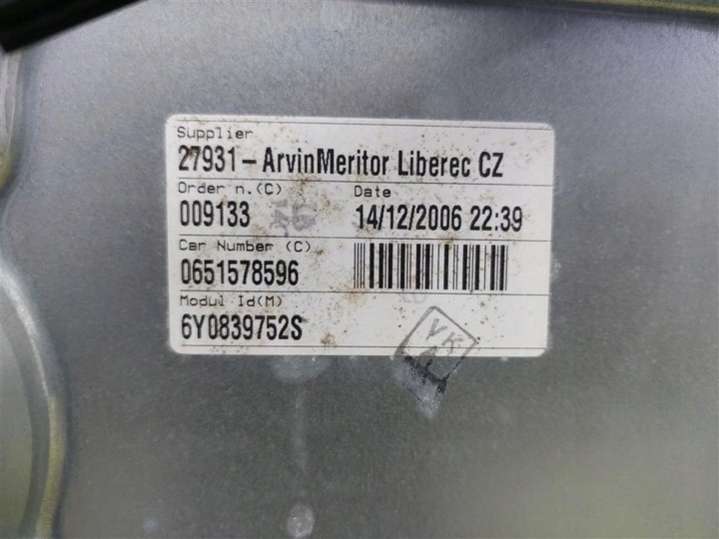 Supplier
27931-ArvinMeritor Liberec CZ
Order n.(C) Date
009133 14/12/2006 22:39
Car Number (C)
0651578596
Modul Id(M)
6Y0839752S
VK